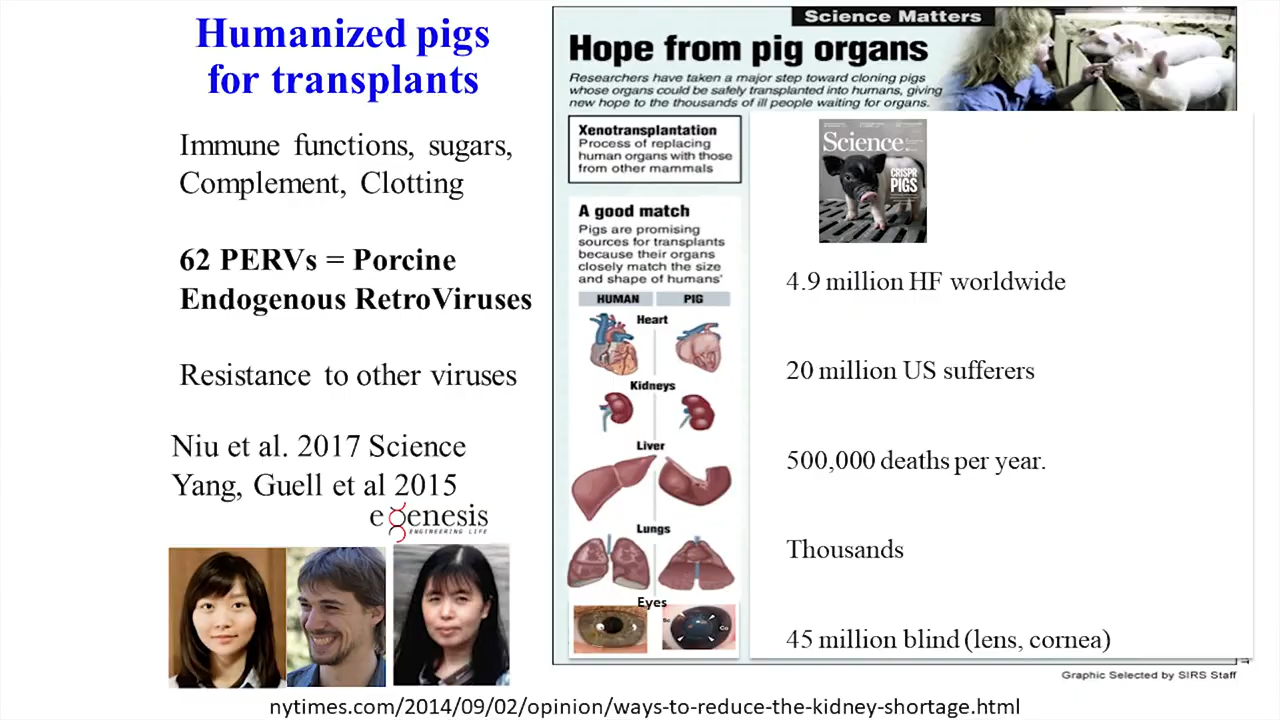 Humanized pigs
for transplants
Immune functions, sugars,
Complement, Clotting
62 PERVs = Porcine
Endogenous RetroViruses
Resistance to other viruses
Niu et al. 2017 Science
Yang, Guell et al 2015
egenesis
ENGINEERING LIFE
Science Matters
Hope from pig organs
Researchers have taken a major step toward cloning pigs
whose organs could be safely transplanted into humans, giving
new hope to the thousands of ill people waiting for organs.
Xenotransplantation
Process of replacing
human organs with those
from other mammals
A good match
Pigs are promising
sources for transplants
because their organs
closely match the size
and shape of humans'
HUMAN PIG
Heart
Kidneys
Liver
Lungs
Eyes
Science
CRISPR
PIGS
4.9 million HF worldwide
20 million US sufferers
500,000 deaths per year.
Thousands
45 million blind (lens, cornea)
Graphic Selected by SIRS Staff
nytimes.com/2014/09/02/opinion/ways-to-reduce-the-kidney-shortage.html